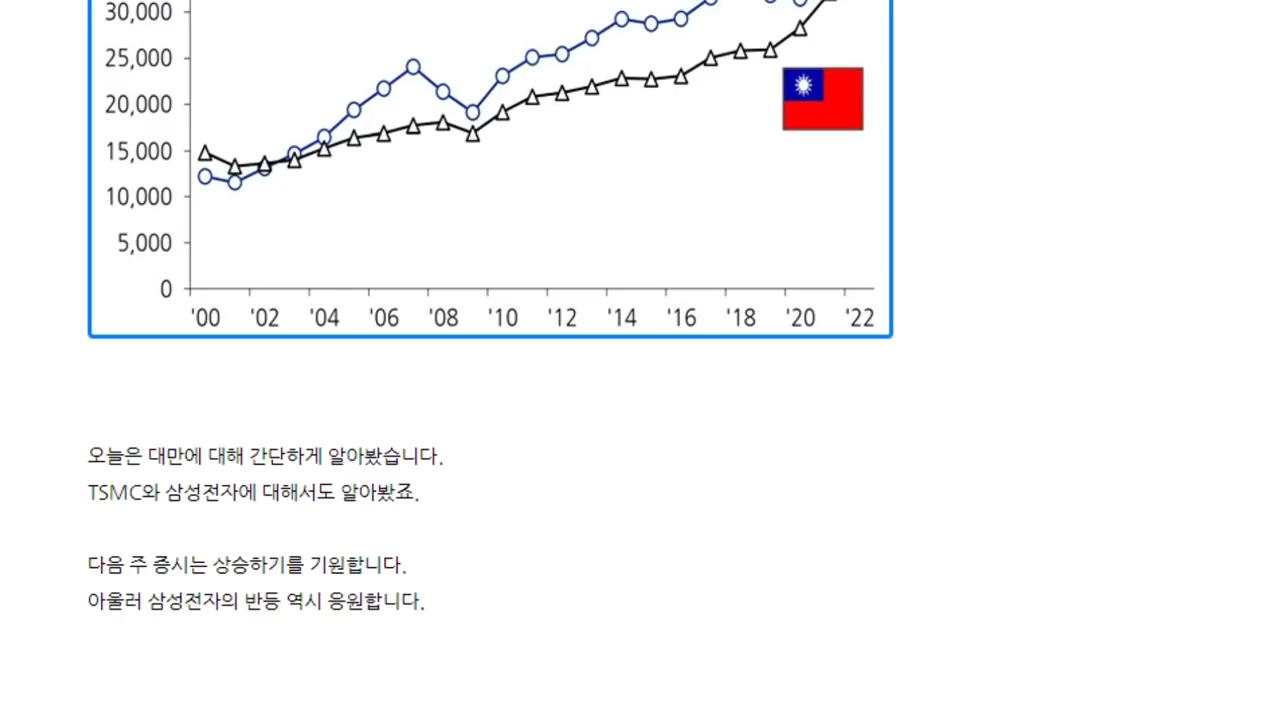 30,000
25,000
20,000
15,000
10,000
5,000
0
'00 '02 '04 '06 '08 '10 '12 '14 '16 '18 '20 '22
오늘은 대만에 대해 간단하게 알아봤습니다.
TSMC와 삼성전자에 대해서도 알아봤죠.
다음 주 증시는 상승하기를 기원합니다.
아울러 삼성전자의 반등 역시 응원합니다.